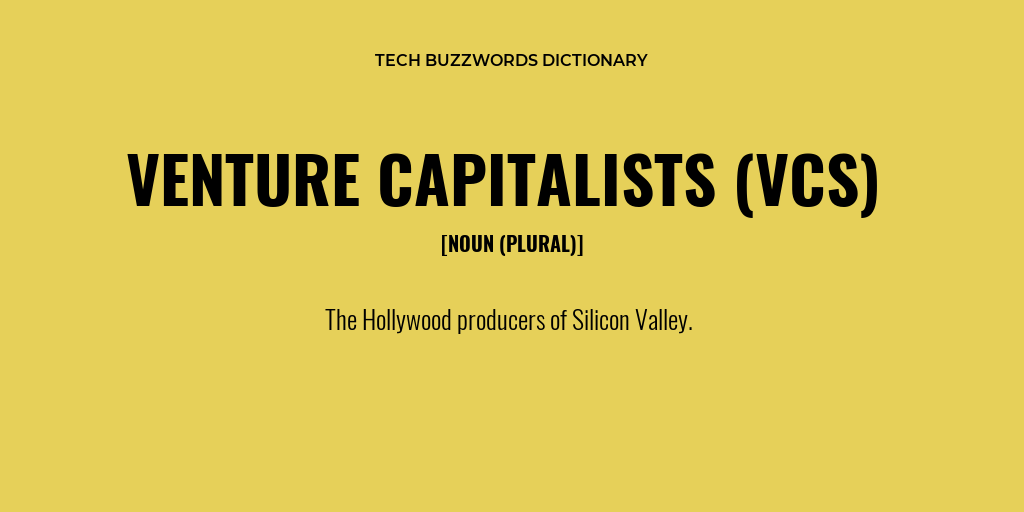 TECH BUZZWORDS DICTIONARY
VENTURE CAPITALISTS (VCS)
[NOUN (PLURAL)]
The Hollywood producers of Silicon Valley.